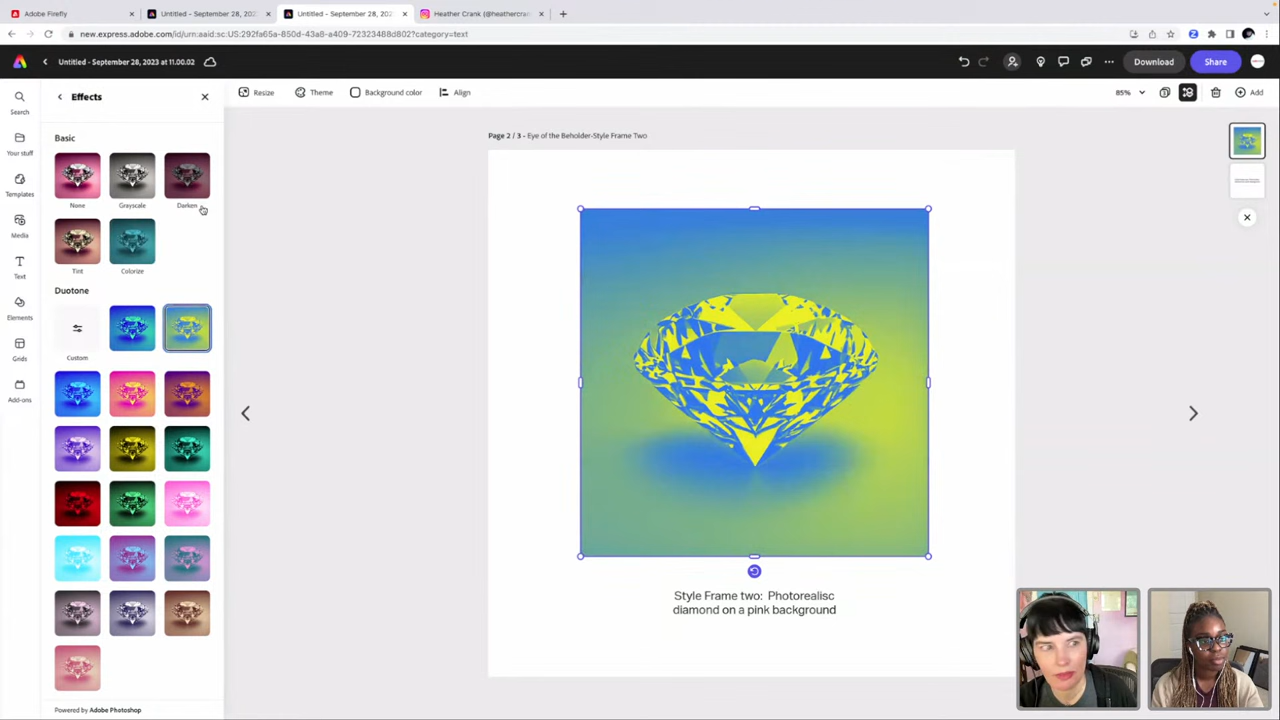 Adobe Firefly
Untitled - September 28, 202
Untitled - September 28, 202
Heather Crank (@heathercran
new.express.adobe.com/id/urn:aaid:sc:US:292fa65a-850d-43a8-a409-72323488d802?category=text
Untitled - September 28, 2023 at 11.00.02
Download
Share
Search
Your stuff
Templates
Media
Text
Elements
Grids
Add-ons
Effects
Resize
Theme
Background color
Align
85%
Add
Basic
None
Grayscale
Darken
Tint
Colorize
Duotone
Custom
Powered by Adobe Photoshop
Page 2 / 3 - Eye of the Beholder-Style Frame Two
Style Frame two: Photorealisc
diamond on a pink background